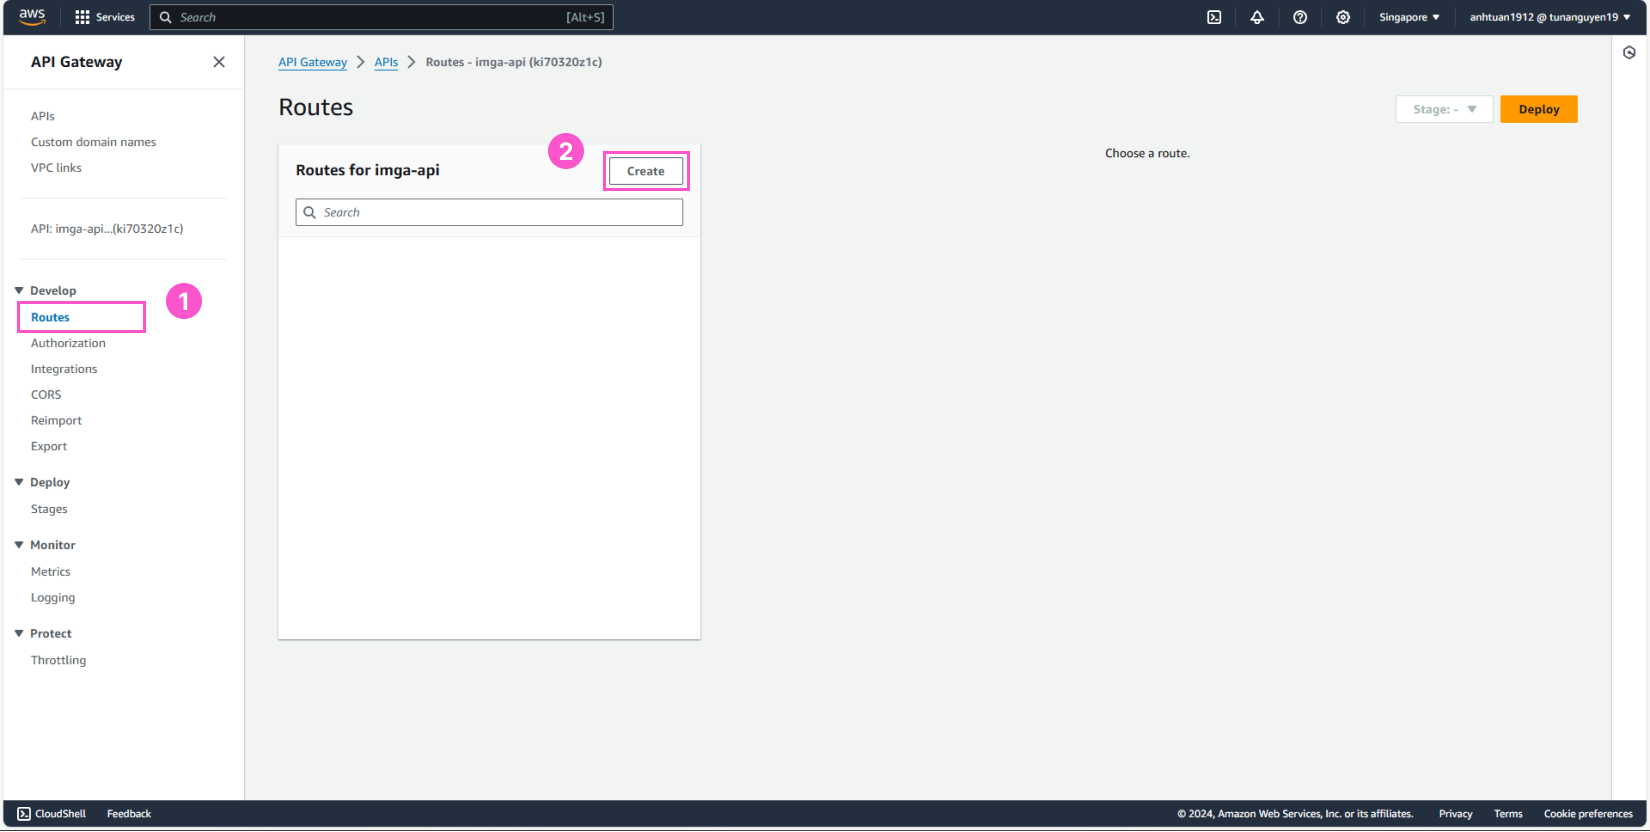 aws Services Search [Alt+S] Singapore anhtuan1912 @ tunanguyen19
API Gateway
APIs
Custom domain names
VPC links
API: imga-api...(ki70320z1c)
Develop
Routes
1
Authorization
Integrations
CORS
Reimport
Export
Deploy
Stages
Monitor
Metrics
Logging
Protect
Throttling
API Gateway APIs Routes - imga-api (ki70320z1c)
Routes
Stage: - Deploy
Routes for imga-api
2
Create
Search
Choose a route.
CloudShell Feedback © 2024, Amazon Web Services, Inc. or its affiliates. Privacy Terms Cookie preferences